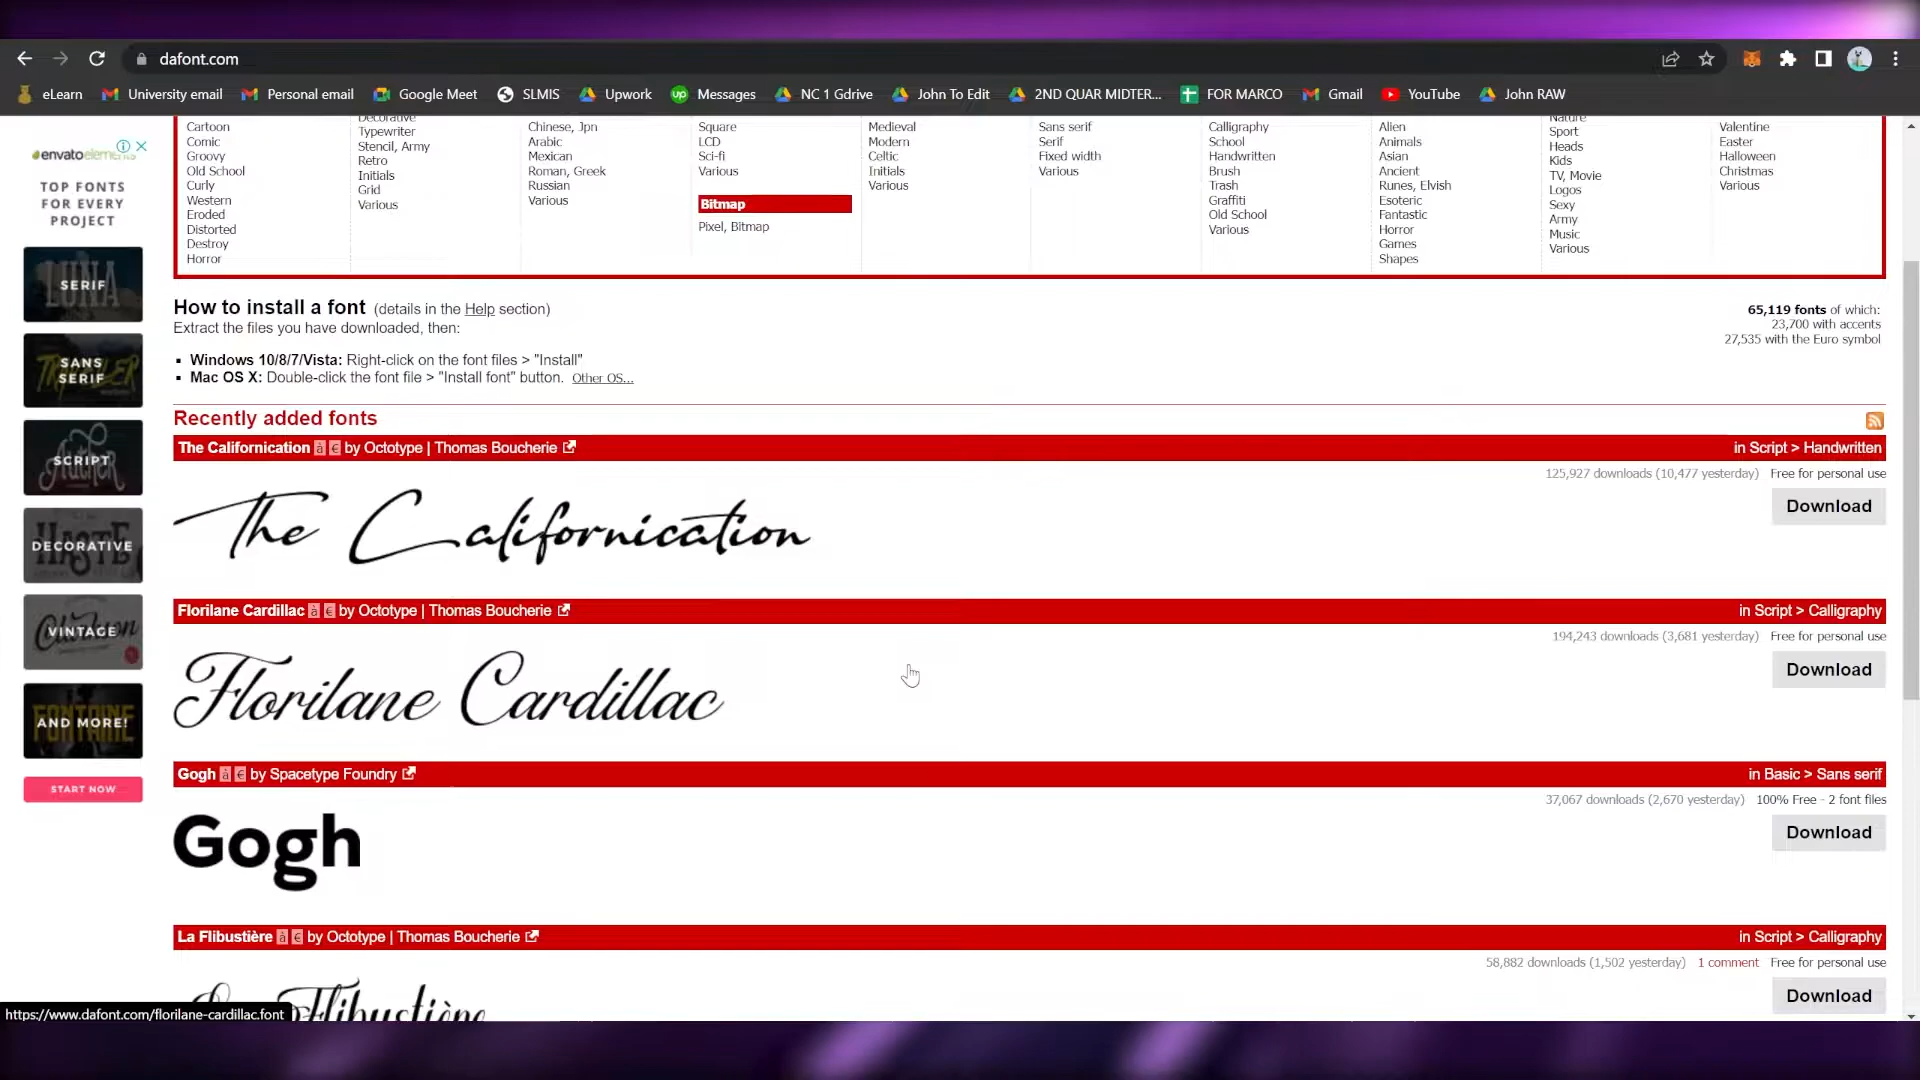 dafont.com
eLearn University email Personal email Google Meet SLMIS Upwork up Messages NC 1 Gdrive John To Edit 2ND QUAR MIDTER... FOR MARCO Gmail YouTube John RAW
envatoelements
TOP FONTS
FOR EVERY
PROJECT
SERIF
SANS
SERIF
SCRIPT
DECORATIVE
VINTAGE
AND MORE!
START NOW
Cartoon
Comic
Groovy
Old School
Curly
Western
Eroded
Distorted
Destroy
Horror
Decorative
Typewriter
Stencil, Army
Retro
Initials
Grid
Various
Chinese, Jpn
Arabic
Mexican
Roman, Greek
Russian
Various
Square
LCD
Sci-fi
Various
Bitmap
Pixel, Bitmap
Medieval
Modern
Celtic
Initials
Various
Sans serif
Serif
Fixed width
Various
Calligraphy
School
Handwritten
Brush
Trash
Graffiti
Old School
Various
Alien
Animals
Asian
Ancient
Runes, Elvish
Esoteric
Fantastic
Horror
Games
Shapes
Nature
Sport
Heads
Kids
TV, Movie
Logos
Sexy
Army
Music
Various
Valentine
Easter
Halloween
Christmas
Various
How to install a font (details in the Help section)
Extract the files you have downloaded, then:
Windows 10/8/7/Vista: Right-click on the font files > "Install"
Mac OS X: Double-click the font file > "Install font" button. Other OS...
65,119 fonts of which:
23,700 with accents
27,535 with the Euro symbol
Recently added fonts
The Californication à € by Octotype | Thomas Boucherie in Script > Handwritten
125,927 downloads (10,477 yesterday) Free for personal use
The Californication
Download
Florilane Cardillac à € by Octotype | Thomas Boucherie in Script > Calligraphy
194,243 downloads (3,681 yesterday) Free for personal use
Florilane Cardillac
Download
Gogh à € by Spacetype Foundry in Basic > Sans serif
37,067 downloads (2,670 yesterday) 100% Free - 2 font files
Gogh
Download
La Flibustière à € by Octotype | Thomas Boucherie in Script > Calligraphy
58,882 downloads (1,502 yesterday) 1 comment Free for personal use
La Flibustière
Download
https://www.dafont.com/florilane-cardillac.font